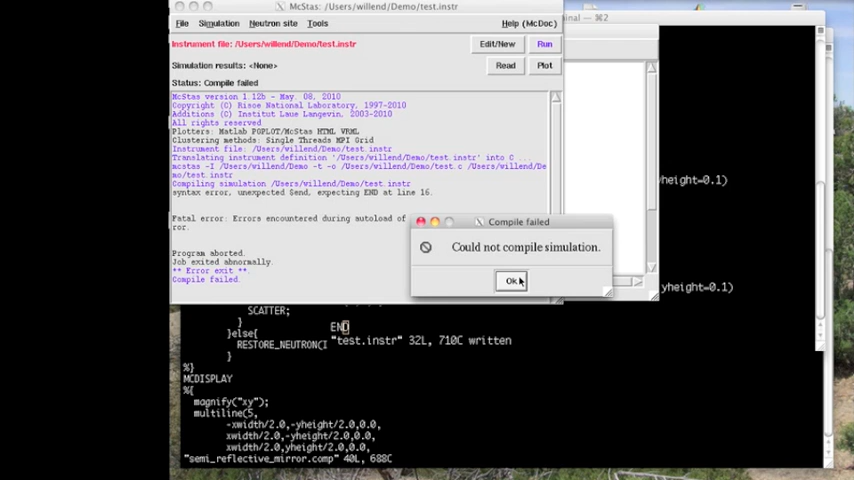 McStas: /Users/willend/Demo/test.instr
minal — ⌘2
File Simulation Neutron site Tools Help (McDoc)
Instrument file: /Users/willend/Demo/test.instr Edit/New Run
Simulation results: <None> Read Plot
Status: Compile failed
McStas version 1.12b - May. 08, 2010
Copyright (C) Risoe National Laboratory, 1997-2010
Additions (C) Institut Laue Langevin, 2003-2010
All rights reserved
Plotters: Matlab PGPLOT/McStas HTML VRML
Clustering methods: Single Threads MPI Grid
Instrument file: /Users/willend/Demo/test.instr
Translating instrument definition '/Users/willend/Demo/test.instr' into C ...
mcstas -I /Users/willend/Demo -t -o /Users/willend/Demo/test.c /Users/willend/De
mo/test.instr
Compiling simulation /Users/willend/Demo/test.instr
syntax error, unexpected $end, expecting END at line 16.
yheight=0.1)
Fatal error: Errors encountered during autoload of
ror.
Compile failed
Could not compile simulation.
Ok
Program aborted.
Job exited abnormally.
** Error exit **.
Compile failed.
yheight=0.1)
SCATTER;
}
}else{
RESTORE_NEUTRON(I
}
END
"test.instr" 32L, 710C written
%}
MCDISPLAY
%{
magnify("xy");
multiline(5,
-xwidth/2.0,-yheight/2.0,0.0,
xwidth/2.0,-yheight/2.0,0.0,
xwidth/2.0,yheight/2.0,0.0,
"semi_reflective_mirror.comp" 40L, 688C